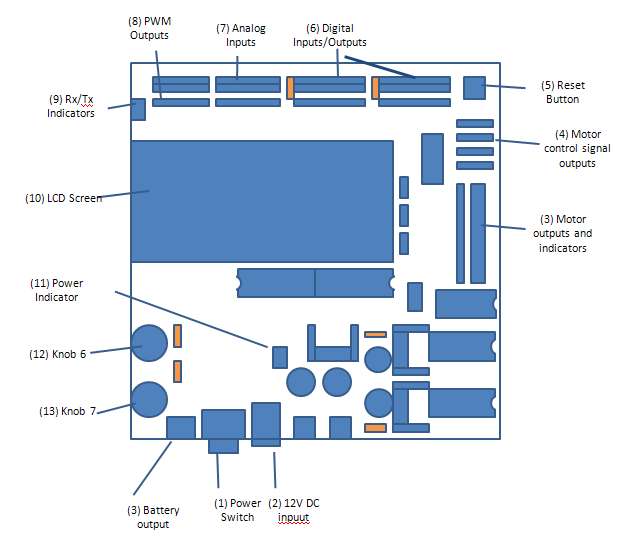 (8) PWM
Outputs
(7) Analog
Inputs
(6) Digital
Inputs/Outputs
(9) Rx/Tx
Indicators
(5) Reset
Button
(4) Motor
control signal
outputs
(10) LCD Screen
(3) Motor
outputs and
indicators
(11) Power
Indicator
(12) Knob 6
(13) Knob 7
(3) Battery
output
(1) Power
Switch
(2) 12V DC
inpuut